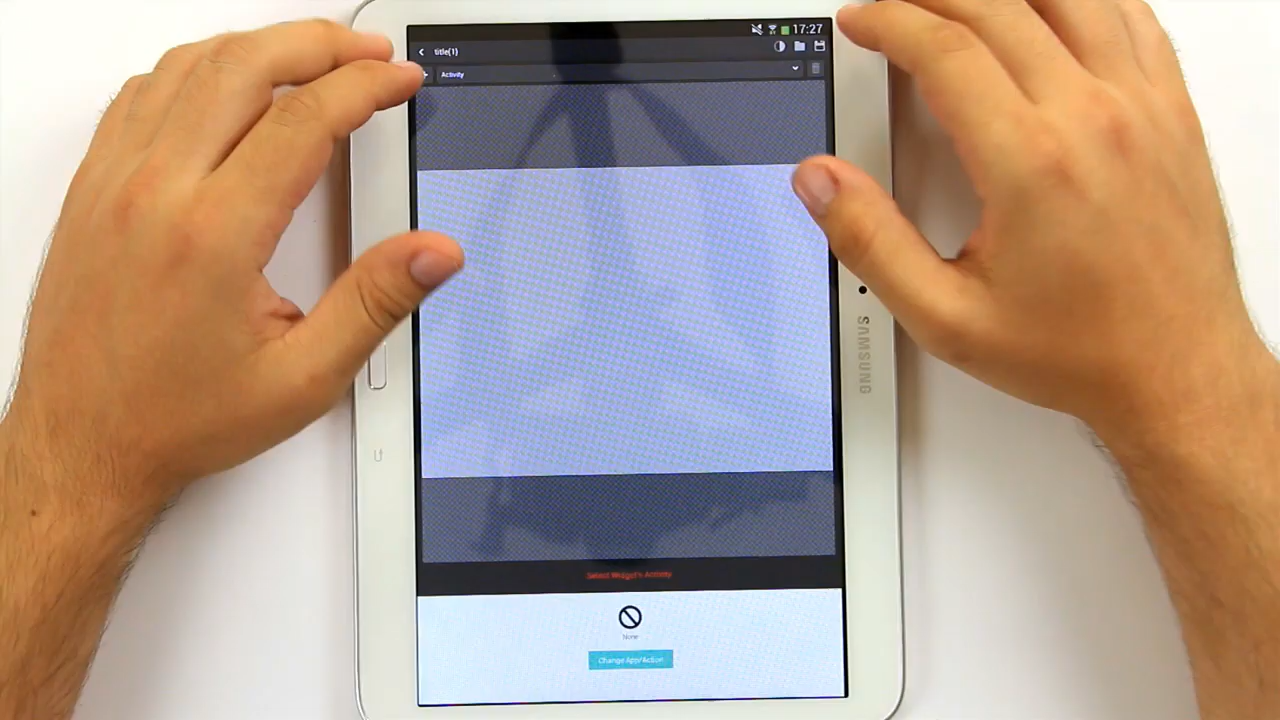 17:27
title(1)
Activity
SAMSUNG
Select Widget's Activity
None
Change App/Action